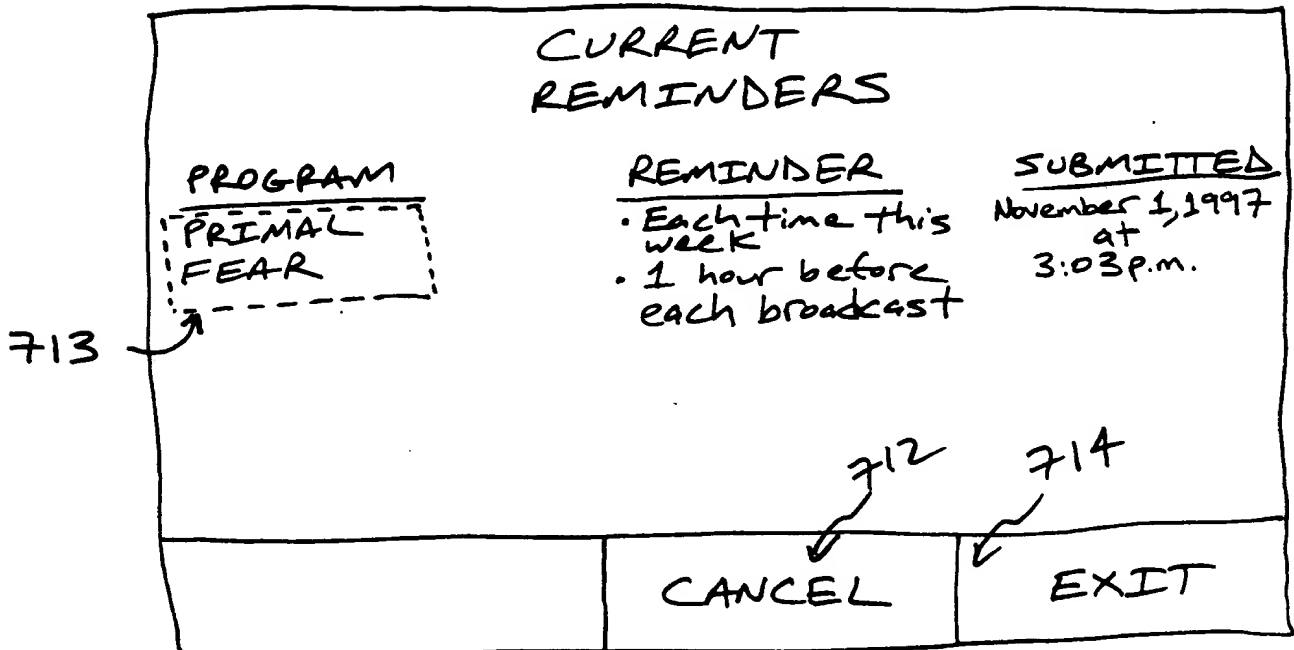 CURRENT
REMINDERS
PROGRAM
PRIMAL
FEAR
REMINDER
· Each time this
week
· 1 hour before
each broadcast
SUBMITTED
November 1, 1997
at
3:03 p.m.
713
712
714
CANCEL
EXIT